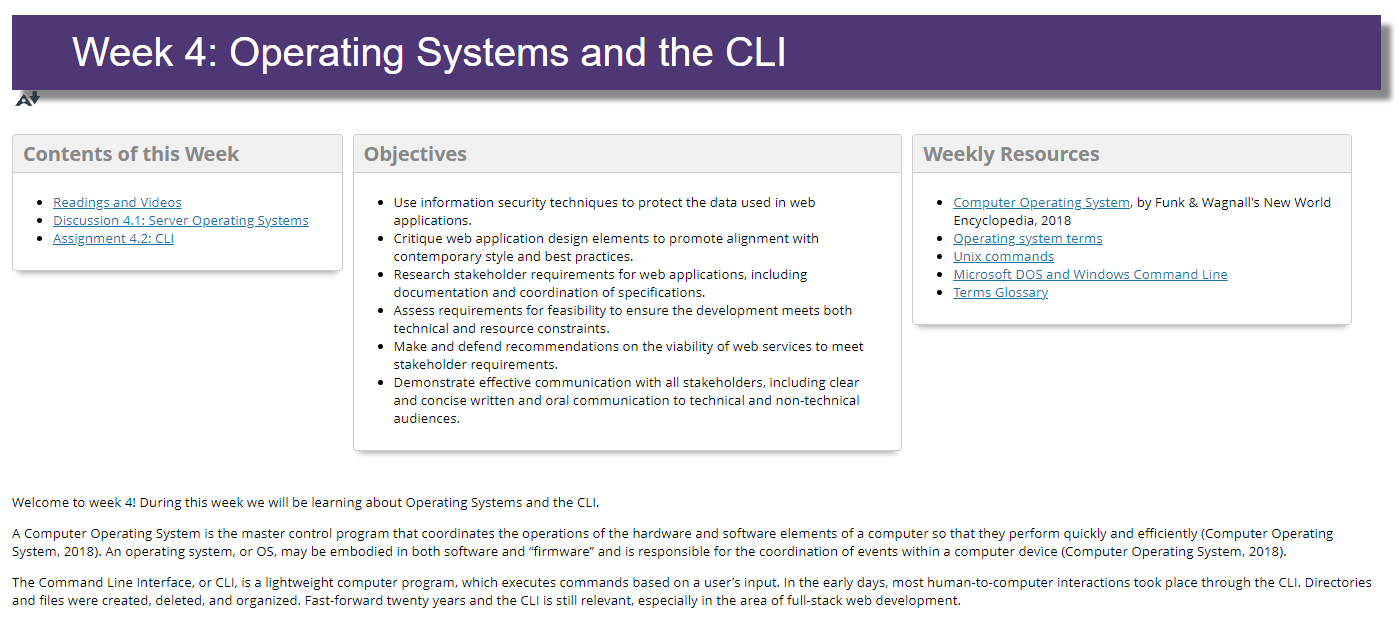 Week 4: Operating Systems and the CLI
A
Contents of this Week
Readings and Videos
Discussion 4.1: Server Operating Systems
Assignment 4.2: CLI
Objectives
Use information security techniques to protect the data used in web
applications.
Critique web application design elements to promote alignment with
contemporary style and best practices.
Research stakeholder requirements for web applications, including
documentation and coordination of specifications.
Assess requirements for feasibility to ensure the development meets both
technical and resource constraints.
Make and defend recommendations on the viability of web services to meet
stakeholder requirements.
Demonstrate effective communication with all stakeholders, including clear
and concise written and oral communication to technical and non-technical
audiences.
Weekly Resources
Computer Operating System, by Funk & Wagnall's New World
Encyclopedia, 2018
Operating system terms
Unix commands
Microsoft DOS and Windows Command Line
Terms Glossary
Welcome to week 4! During this week we will be learning about Operating Systems and the CLI.
A Computer Operating System is the master control program that coordinates the operations of the hardware and software elements of a computer so that they perform quickly and efficiently (Computer Operating
System, 2018). An operating system, or OS, may be embodied in both software and “firmware” and is responsible for the coordination of events within a computer device (Computer Operating System, 2018).
The Command Line Interface, or CLI, is a lightweight computer program, which executes commands based on a user’s input. In the early days, most human-to-computer interactions took place through the CLI. Directories
and files were created, deleted, and organized. Fast-forward twenty years and the CLI is still relevant, especially in the area of full-stack web development.